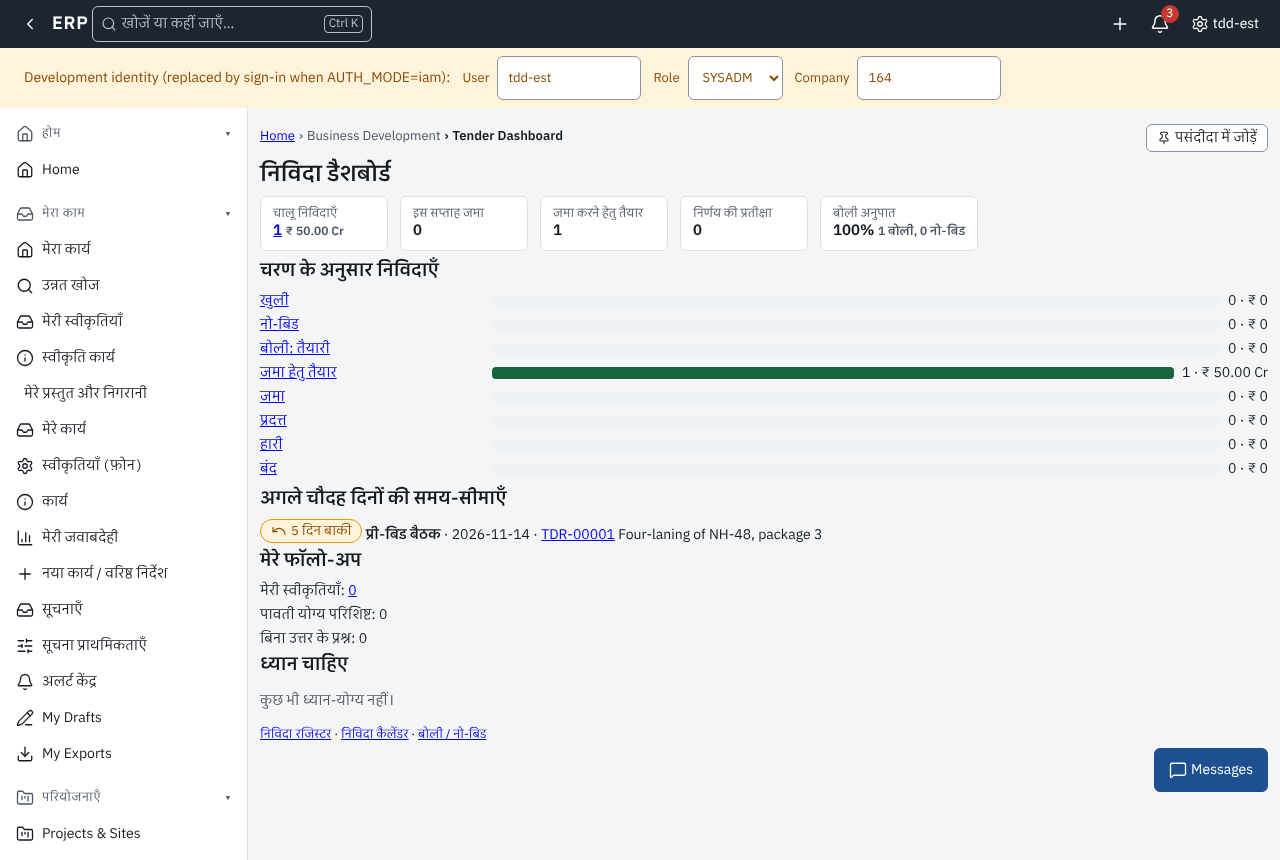 ERP
खोजें या कहीं जाएँ...
Ctrl K
3
tdd-est
Development identity (replaced by sign-in when AUTH_MODE=iam):
User
tdd-est
Role
SYSADM
Company
164
होम
Home
मेरा काम
मेरा कार्य
उन्नत खोज
मेरी स्वीकृतियाँ
स्वीकृति कार्य
मेरे प्रस्तुत और निगरानी
मेरे कार्य
स्वीकृतियाँ (फ़ोन)
कार्य
मेरी जवाबदेही
नया कार्य / वरिष्ठ निर्देश
सूचनाएँ
सूचना प्राथमिकताएँ
अलर्ट केंद्र
My Drafts
My Exports
परियोजनाएँ
Projects & Sites
Home › Business Development › Tender Dashboard
पसंदीदा में जोड़ें
निविदा डैशबोर्ड
चालू निविदाएँ
1 ₹ 50.00 Cr
इस सप्ताह जमा
0
जमा करने हेतु तैयार
1
निर्णय की प्रतीक्षा
0
बोली अनुपात
100% 1 बोली, 0 नो-बिड
चरण के अनुसार निविदाएँ
खुली 0 · ₹ 0
नो-बिड 0 · ₹ 0
बोली: तैयारी 0 · ₹ 0
जमा हेतु तैयार 1 · ₹ 50.00 Cr
जमा 0 · ₹ 0
प्रदत्त 0 · ₹ 0
हारी 0 · ₹ 0
बंद 0 · ₹ 0
अगले चौदह दिनों की समय-सीमाएँ
5 दिन बाकी प्री-बिड बैठक · 2026-11-14 · TDR-00001 Four-laning of NH-48, package 3
मेरे फॉलो-अप
मेरी स्वीकृतियाँ: 0
पावती योग्य परिशिष्ट: 0
बिना उत्तर के प्रश्न: 0
ध्यान चाहिए
कुछ भी ध्यान-योग्य नहीं।
निविदा रजिस्टर · निविदा कैलेंडर · बोली / नो-बिड
Messages